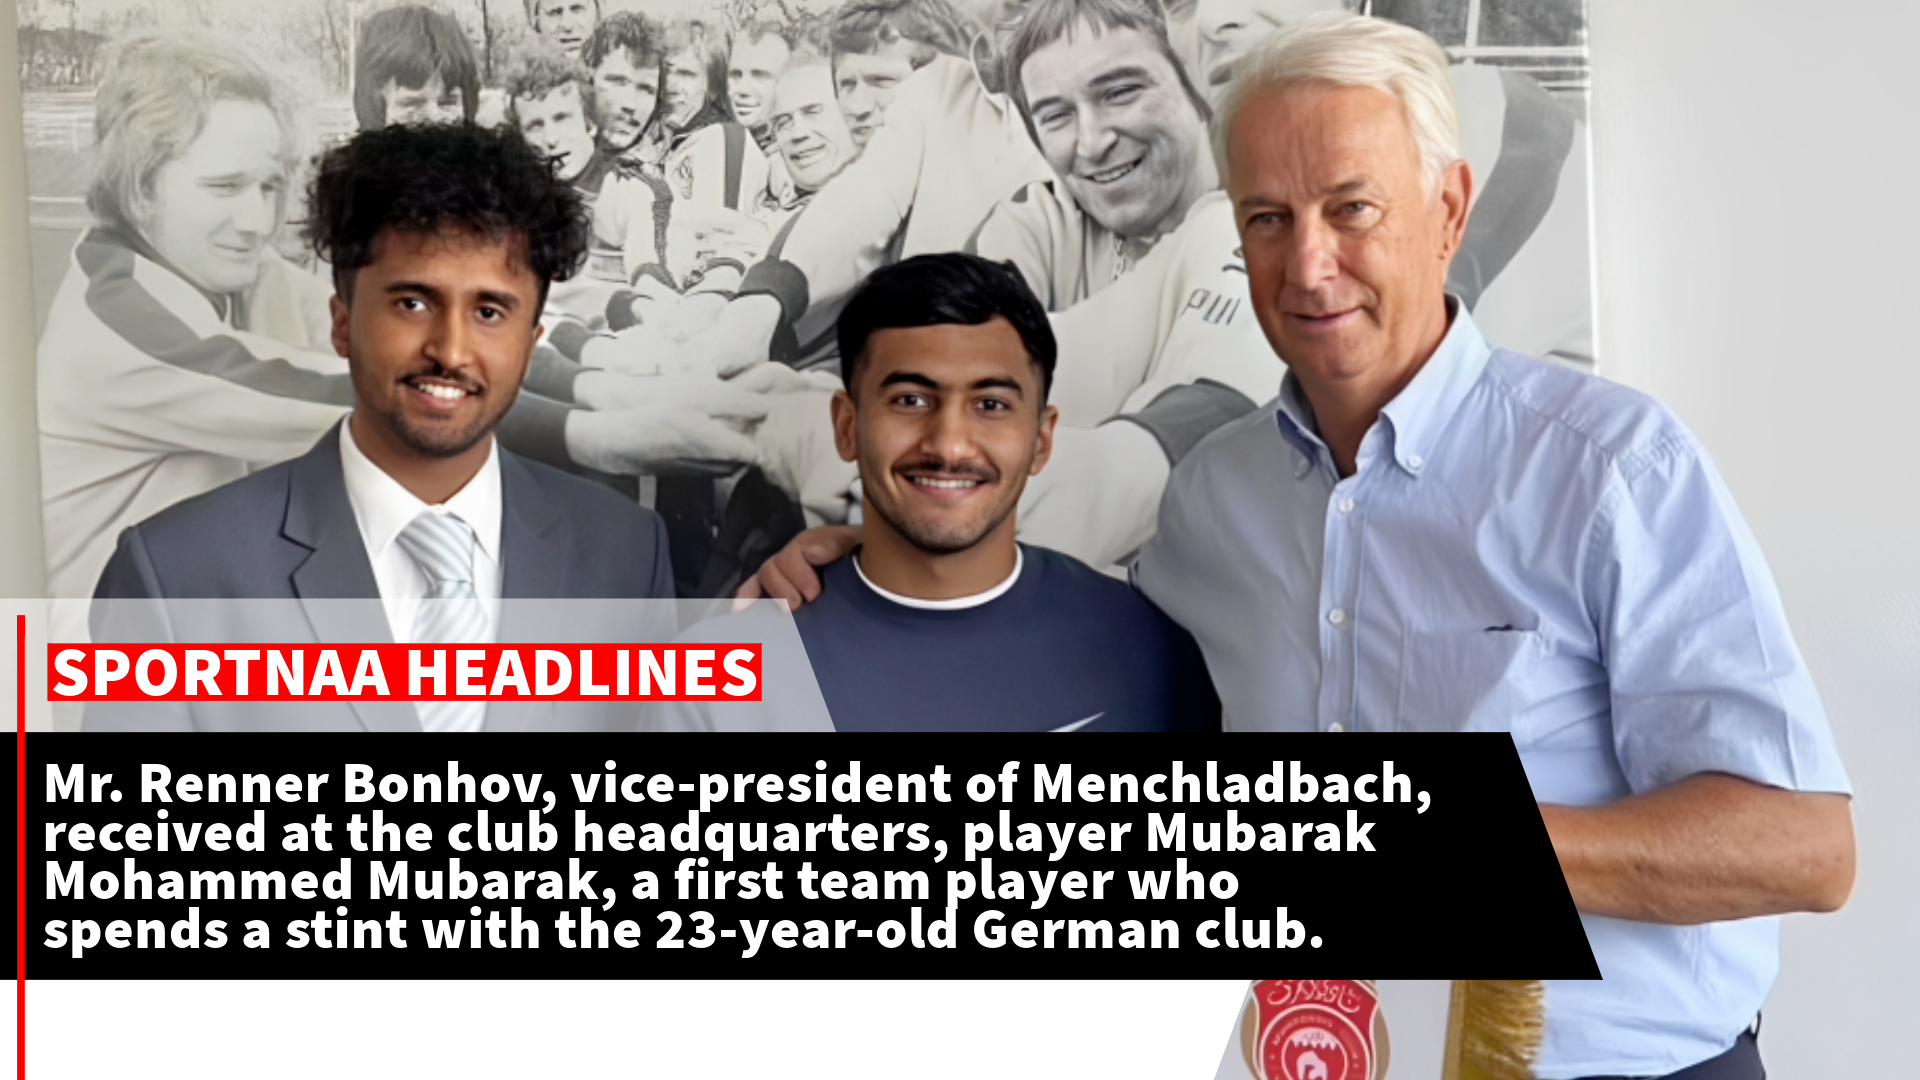 SPORTNAA HEADLINES
Mr. Renner Bonhov, vice-president of Menchladbach,
received at the club headquarters, player Mubarak
Mohammed Mubarak, a first team player who
spends a stint with the 23-year-old German club.